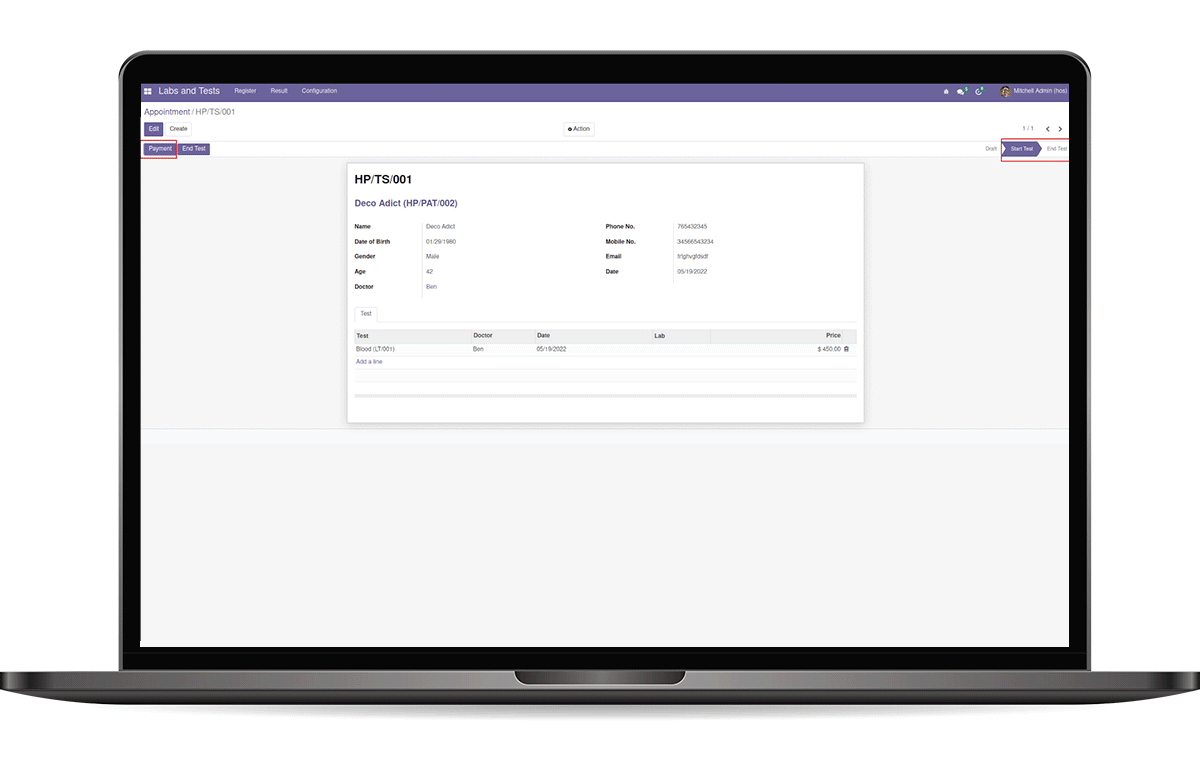 Labs and Tests Register Result Configuration Mitchell Admin (hos)
Appointment / HP/TS/001
Edit Create Action 1 / 1
Payment End Test Draft Start Test End Test
HP/TS/001
Deco Adict (HP/PAT/002)
Name Deco Adict Phone No. 765432345
Date of Birth 01/29/1980 Mobile No. 34566543234
Gender Male Email
Age 42 Date 05/19/2022
Doctor Ben
Test
Test Doctor Date Lab Price
Blood (LT/001) Ben 05/19/2022 $ 450.00
Add a line